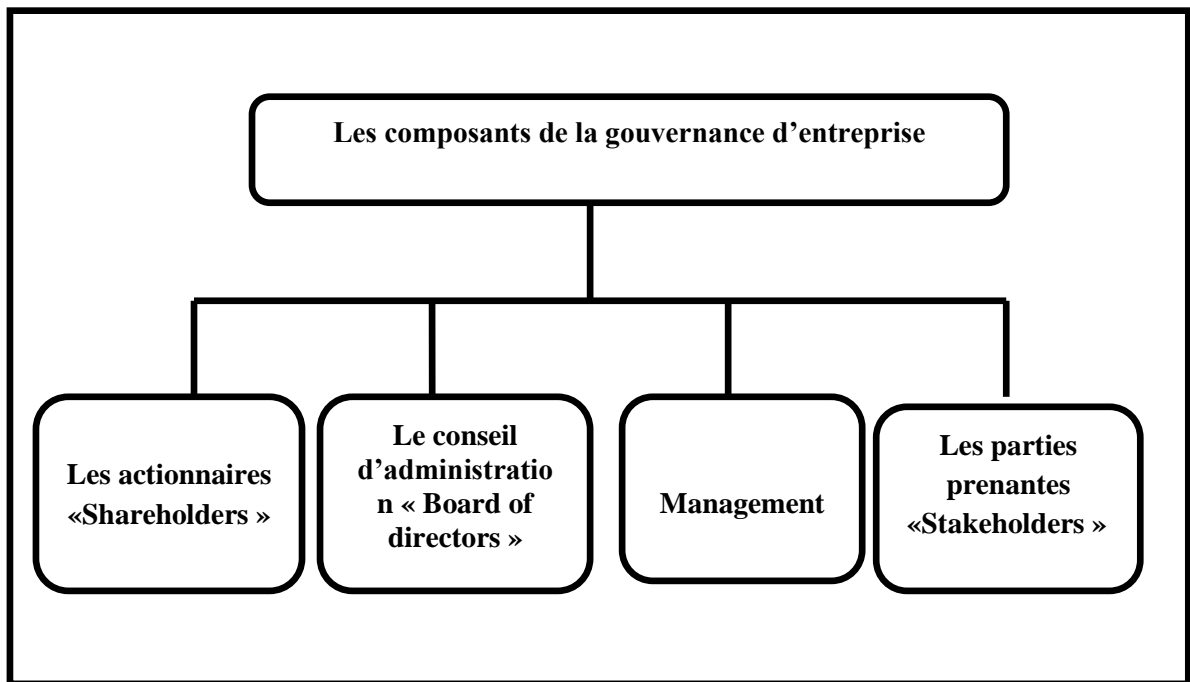 Les composants de la gouvernance d’entreprise
Les actionnaires
«Shareholders »
Le conseil
d’administratio
n « Board of
directors »
Management
Les parties
prenantes
«Stakeholders »